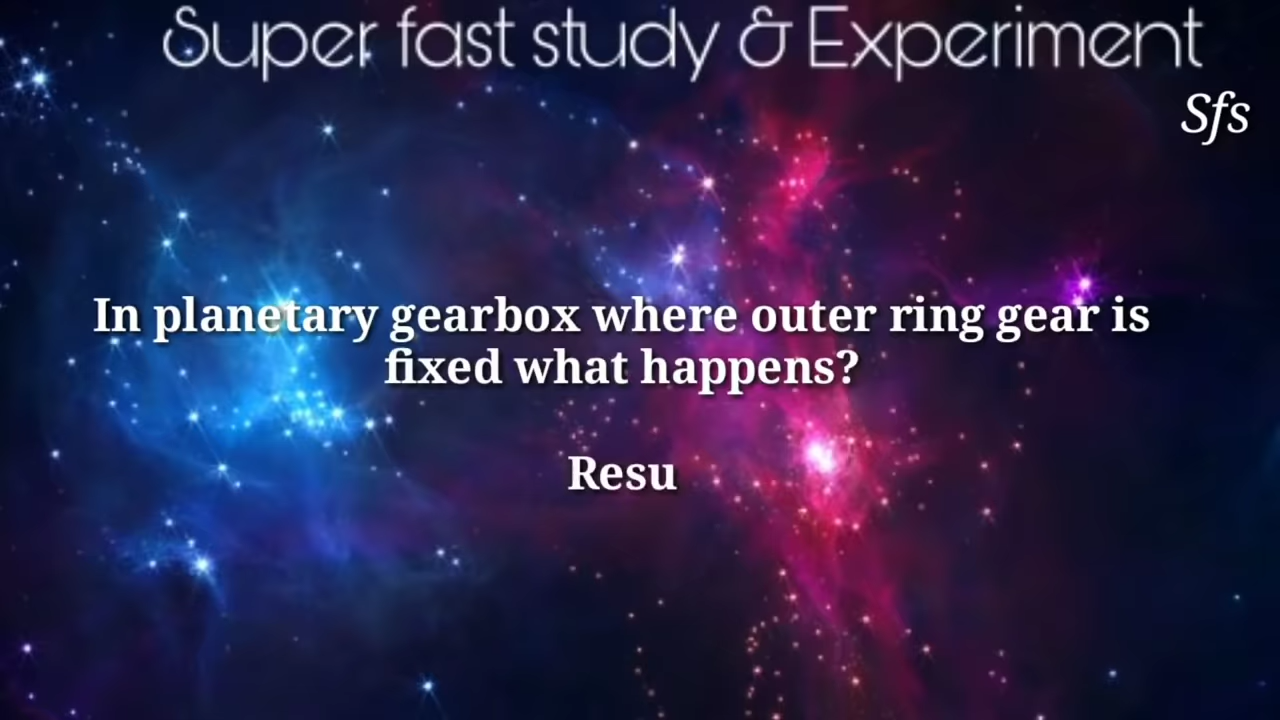 Super fast study & Experiment
Sfs
In planetary gearbox where outer ring gear is
fixed what happens?
Resu